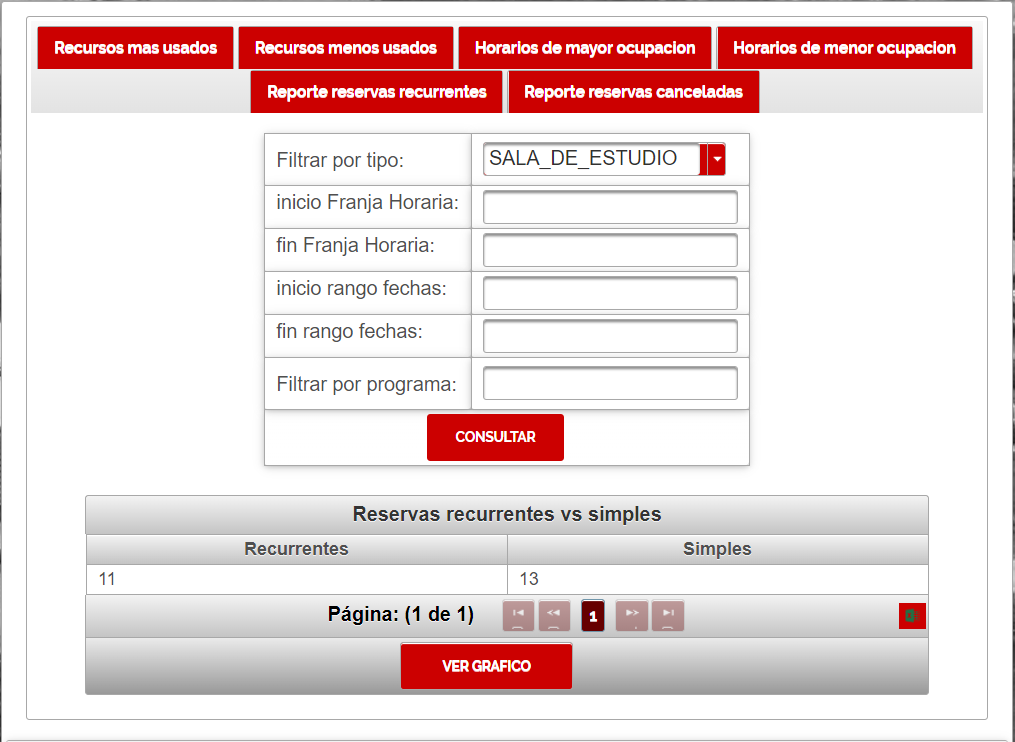 Recursos mas usados Recursos menos usados Horarios de mayor ocupacion Horarios de menor ocupacion
Reporte reservas recurrentes Reporte reservas canceladas
Filtrar por tipo: SALA_DE_ESTUDIO
inicio Franja Horaria:
fin Franja Horaria:
inicio rango fechas:
fin rango fechas:
Filtrar por programa:
CONSULTAR
Reservas recurrentes vs simples
Recurrentes Simples
11 13
Página: (1 de 1) 1
VER GRAFICO